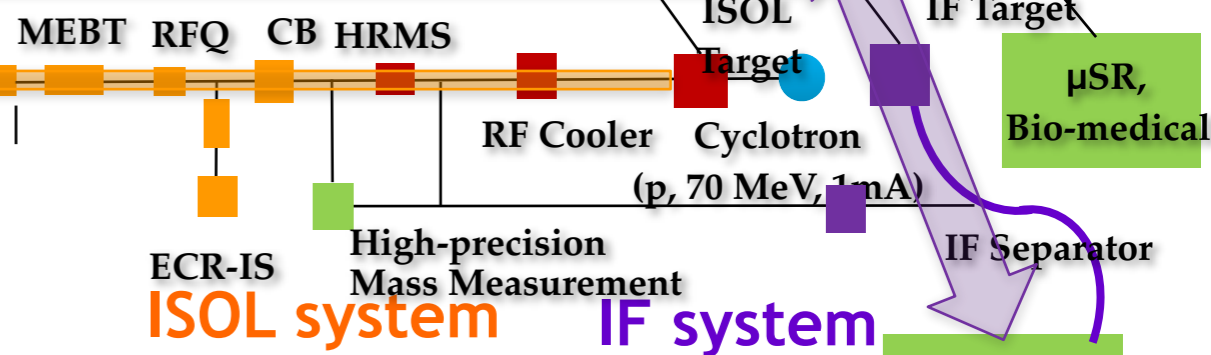 ISOL
Target
IF Target
MEBT
RFQ
CB
HRMS
μSR,
Bio-medical
RF Cooler
Cyclotron
(p, 70 MeV, 1mA)
High-precision
Mass Measurement
IF Separator
ECR-IS
ISOL system
IF system